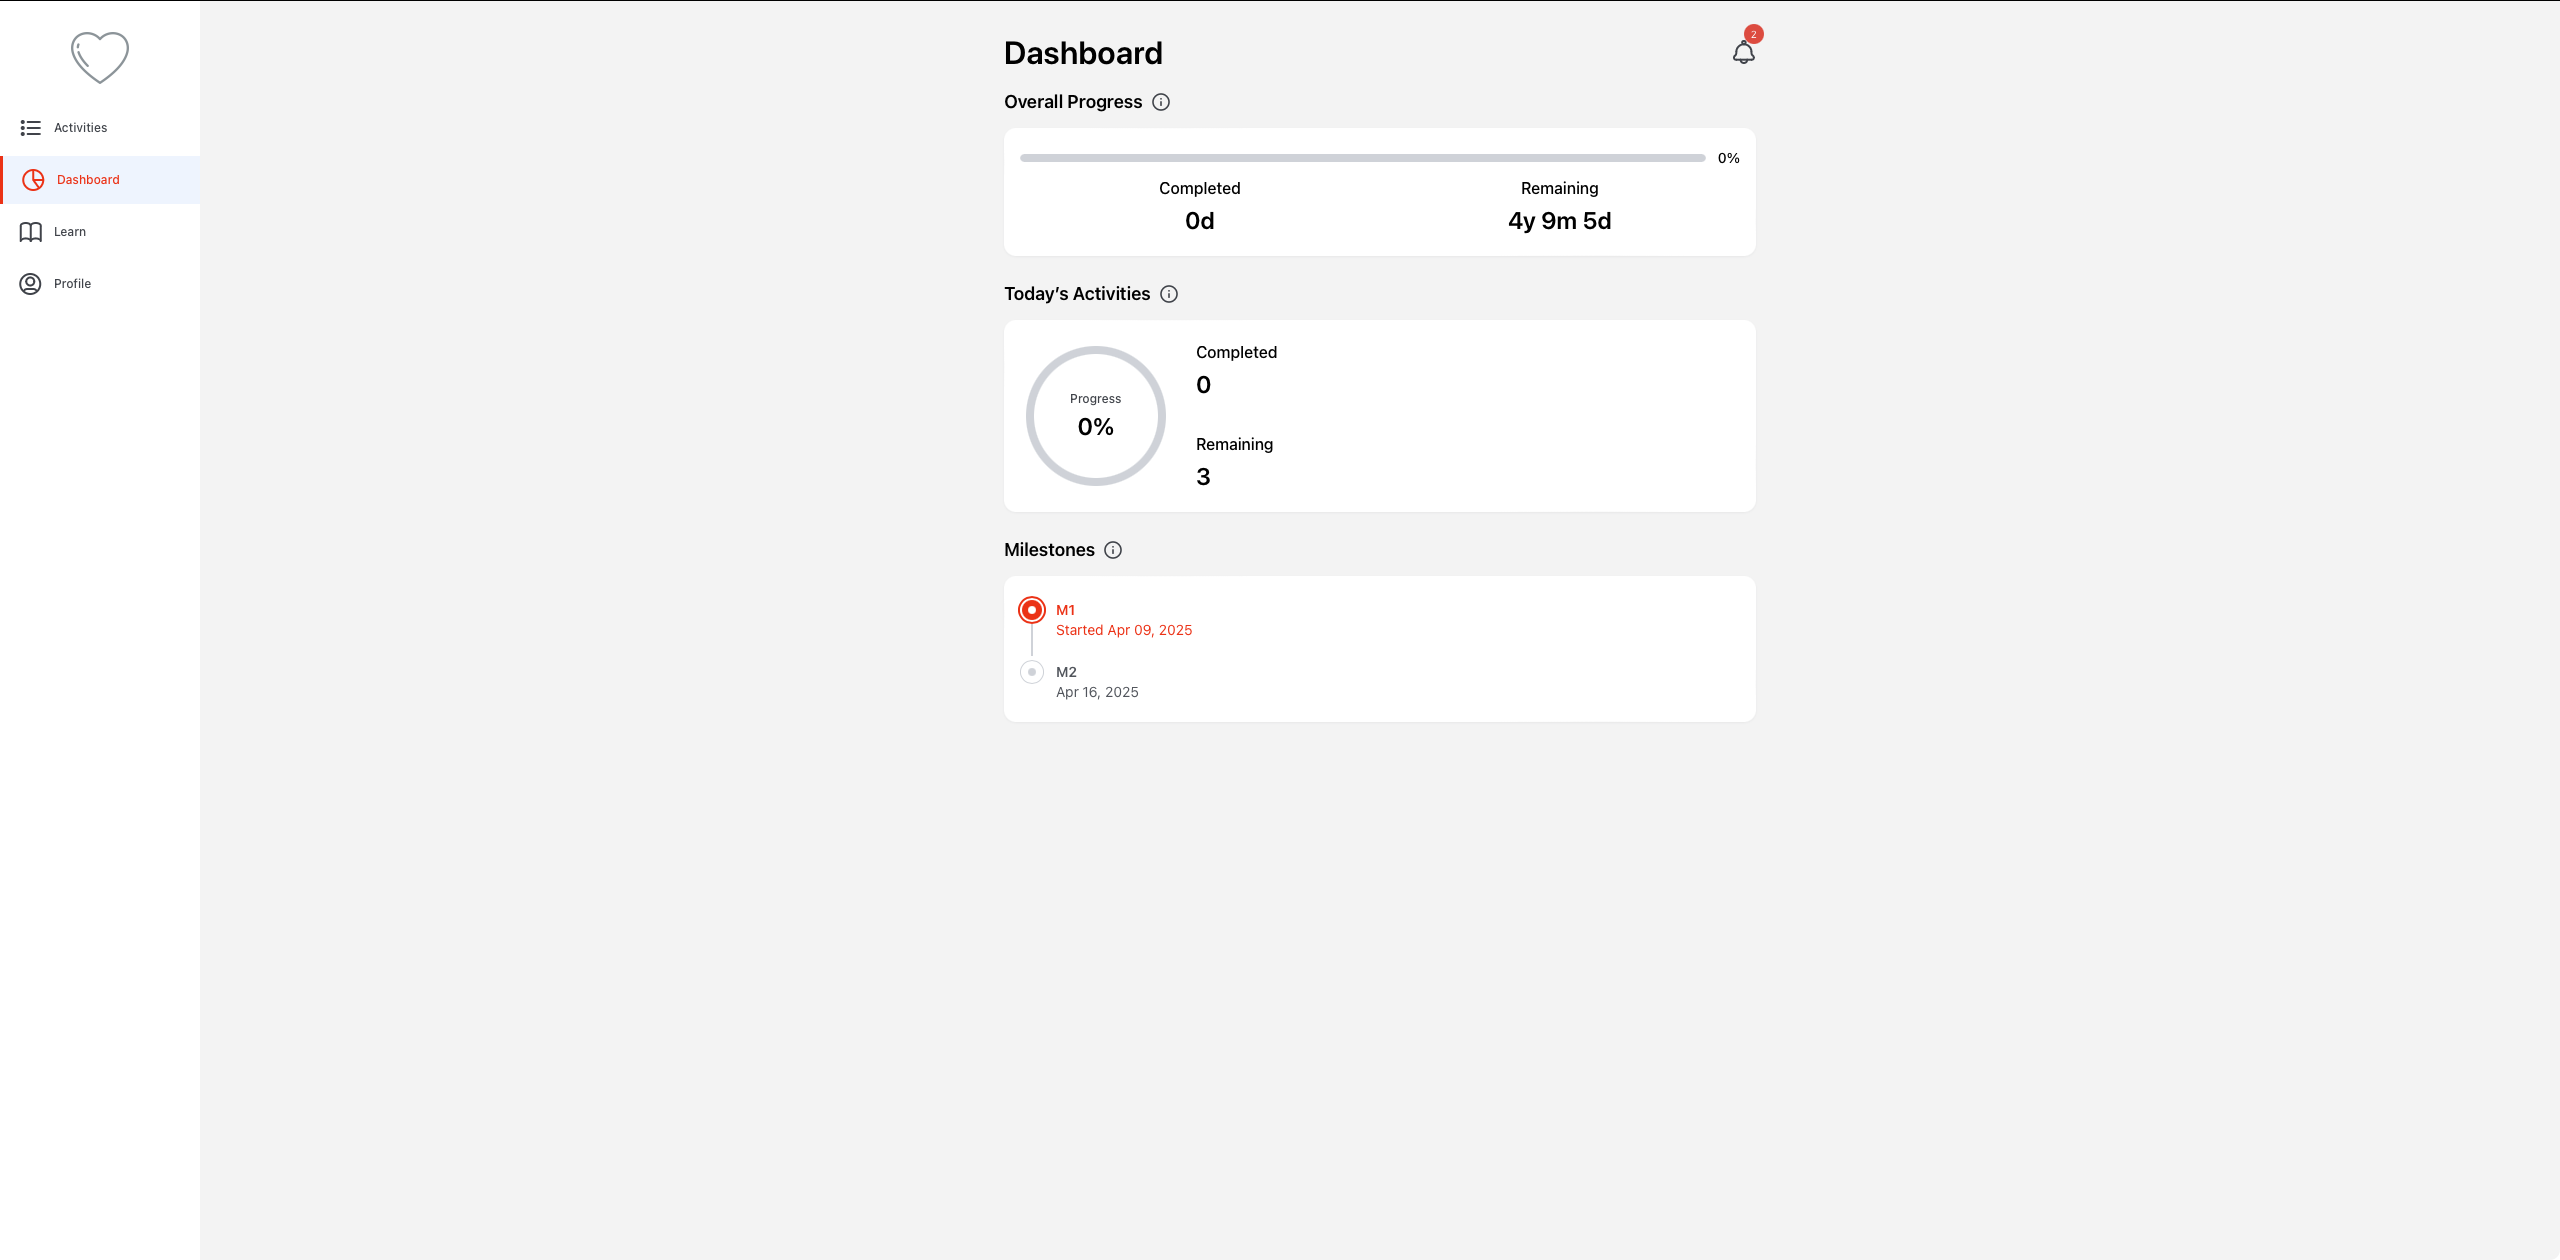 Activities
Dashboard
Learn
Profile
Dashboard
2
Overall Progress
0%
Completed
0d
Remaining
4y 9m 5d
Today’s Activities
Progress
0%
Completed
0
Remaining
3
Milestones
M1
Started Apr 09, 2025
M2
Apr 16, 2025